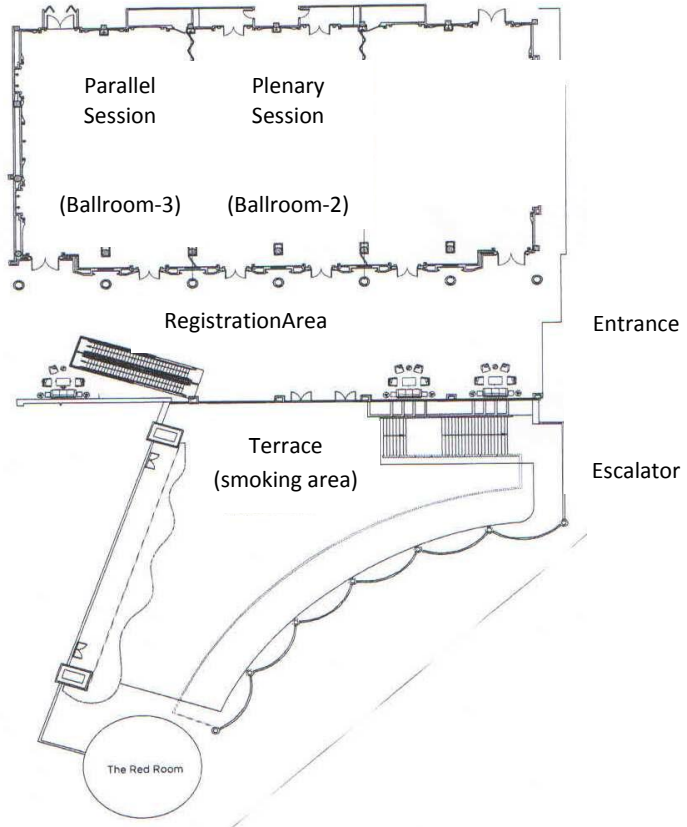 Parallel
Session
Plenary
Session
(Ballroom-3)
(Ballroom-2)
RegistrationArea
Entrance
Terrace
(smoking area)
Escalator
The Red Room